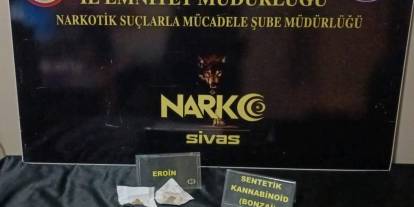 İL EMNİYET MÜDÜRLÜĞÜ
NARKOTİK SUÇLARLA MÜCADELE ŞUBE MÜDÜRLÜĞÜ
NARKO
sivas
EROİN
SENTETİK
KANNABİNOİD
(BONZAİ)